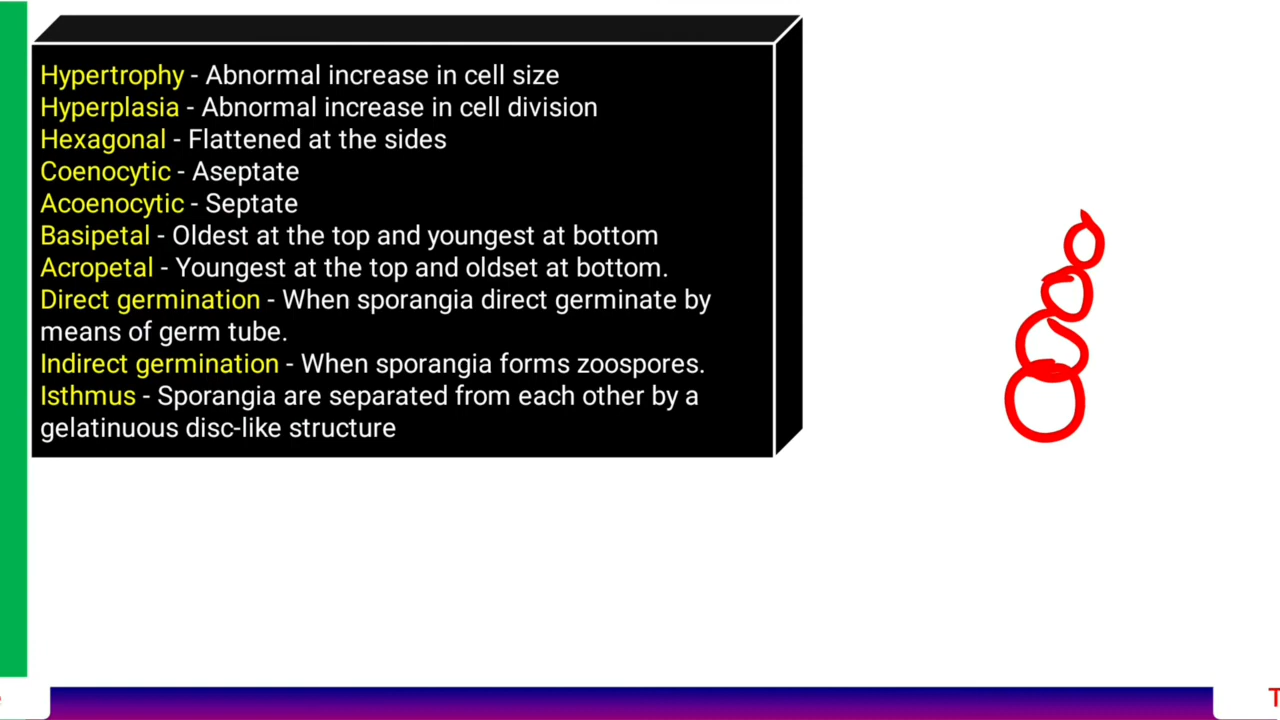 Hypertrophy - Abnormal increase in cell size
Hyperplasia - Abnormal increase in cell division
Hexagonal - Flattened at the sides
Coenocytic - Aseptate
Acoenocytic - Septate
Basipetal - Oldest at the top and youngest at bottom
Acropetal - Youngest at the top and oldset at bottom.
Direct germination - When sporangia direct germinate by
means of germ tube.
Indirect germination - When sporangia forms zoospores.
Isthmus - Sporangia are separated from each other by a
gelatinuous disc-like structure
T